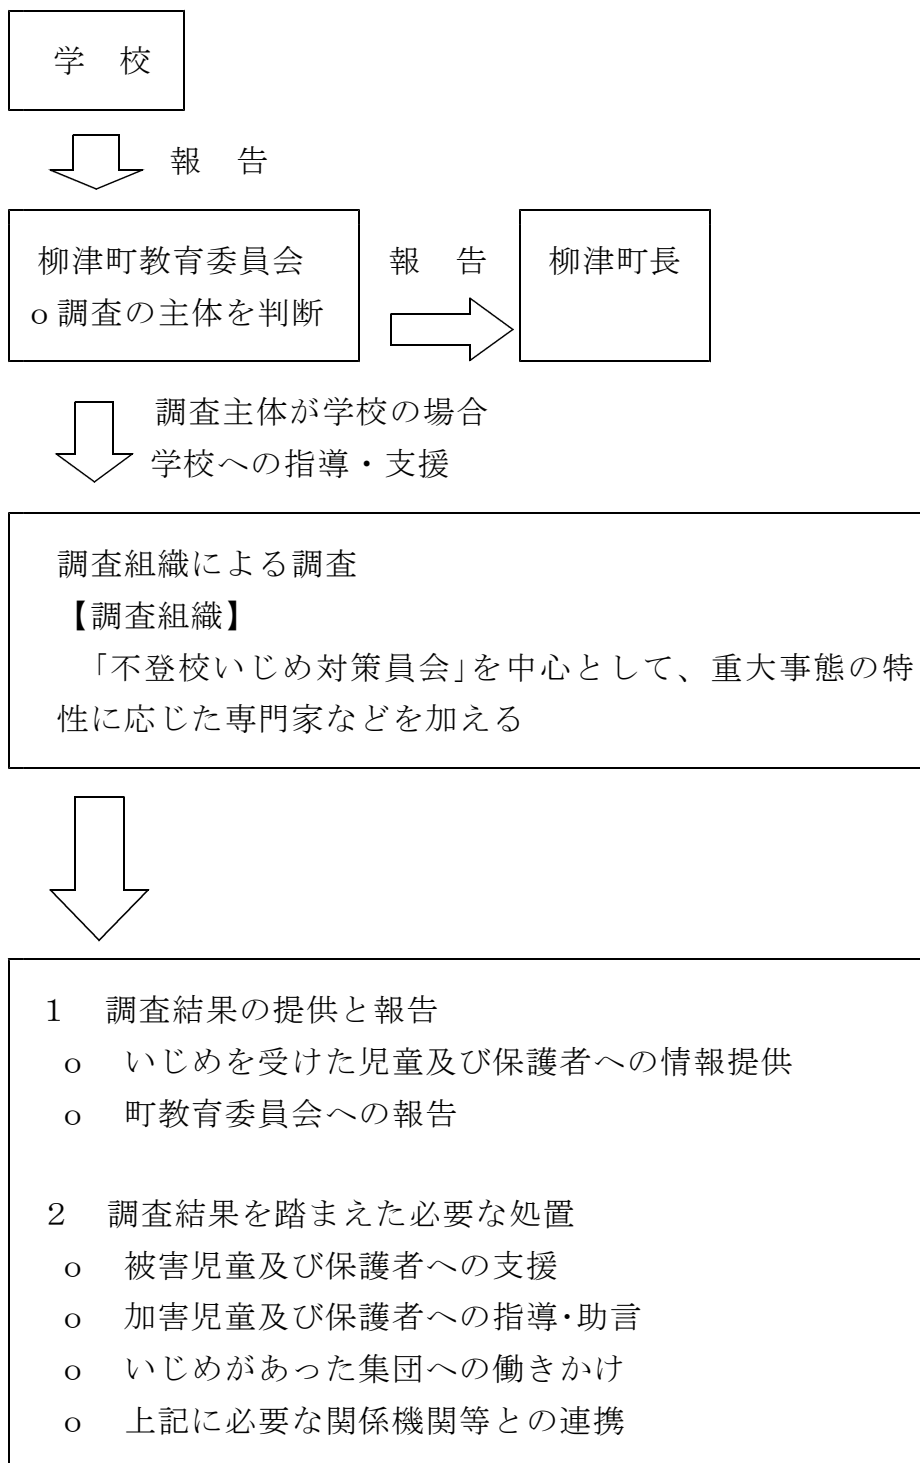 学　校
報　告
柳津町教育委員会
o 調査の主体を判断
報　告
柳津町長
調査主体が学校の場合
学校への指導・支援
調査組織による調査
【調査組織】
「不登校いじめ対策員会」を中心として、重大事態の特
性に応じた専門家などを加える
１　調査結果の提供と報告
o　いじめを受けた児童及び保護者への情報提供
o　町教育委員会への報告
２　調査結果を踏まえた必要な処置
o　被害児童及び保護者への支援
o　加害児童及び保護者への指導･助言
o　いじめがあった集団への働きかけ
o　上記に必要な関係機関等との連携